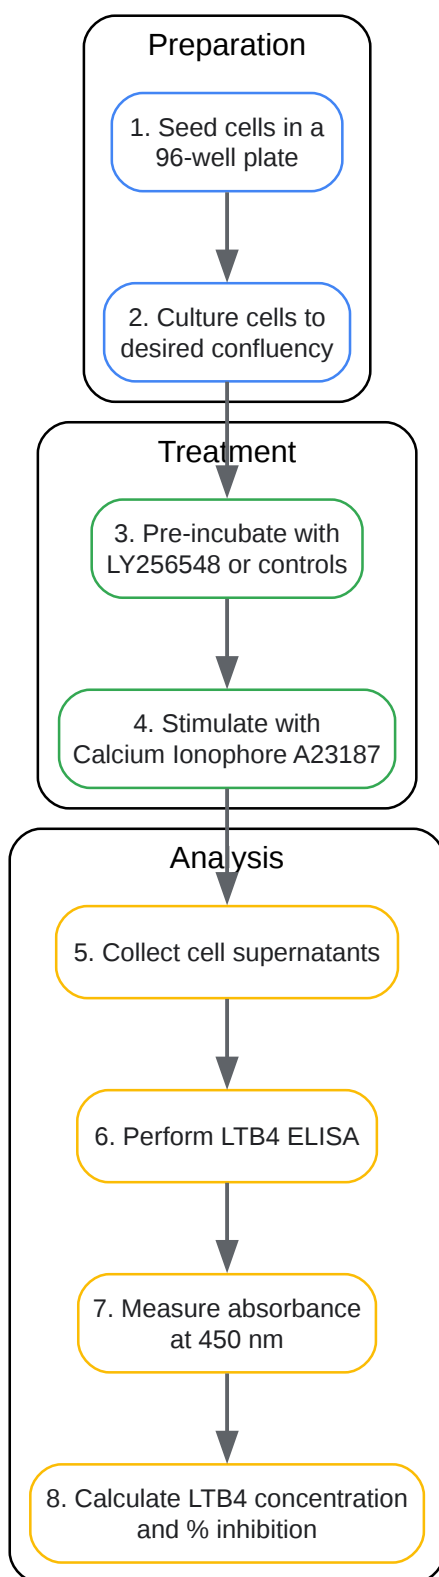 Preparation
1. Seed cells in a
96-well plate
2. Culture cells to
desired confluency
Treatment
3. Pre-incubate with
LY256548 or controls
4. Stimulate with
Calcium Ionophore A23187
Analysis
5. Collect cell supernatants
6. Perform LTB4 ELISA
7. Measure absorbance
at 450 nm
8. Calculate LTB4 concentration
and % inhibition